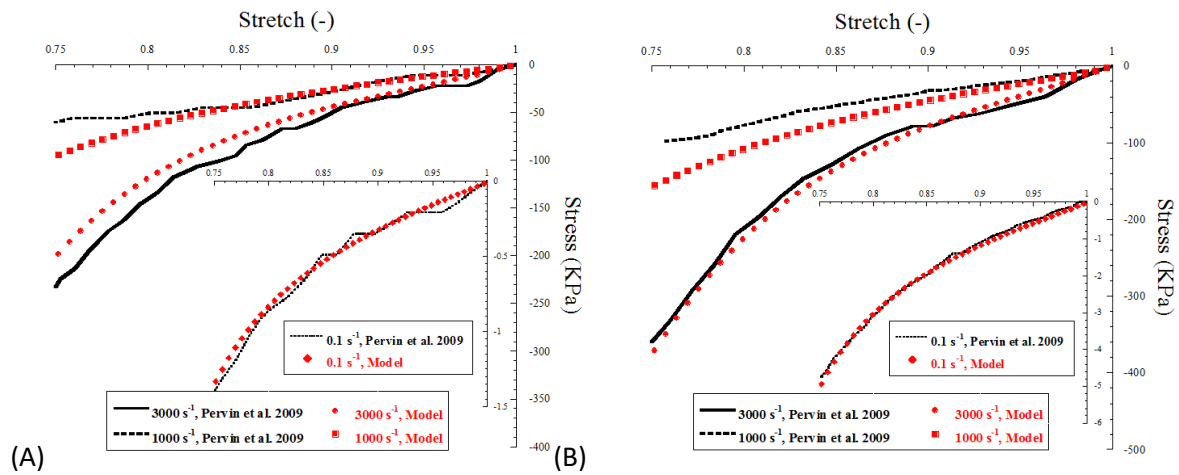 Stretch (-)
0.75 0.8 0.85 0.9 0.95 1
0
-50
-100
-150
-200
-250
-300
-350
-400
Stress (KPa)
0.75 0.8 0.85 0.9 0.95 1
0
-0.5
-1
-1.5
0.1 s⁻¹, Pervin et al. 2009
0.1 s⁻¹, Model
3000 s⁻¹, Pervin et al. 2009 3000 s⁻¹, Model
1000 s⁻¹, Pervin et al. 2009 1000 s⁻¹, Model
(A)
Stretch (-)
0.75 0.8 0.85 0.9 0.95 1
0
-100
-200
-300
-400
-500
Stress (KPa)
0.75 0.8 0.85 0.9 0.95 1
0
-1
-2
-3
-4
-5
-6
0.1 s⁻¹, Pervin et al. 2009
0.1 s⁻¹, Model
3000 s⁻¹, Pervin et al. 2009 3000 s⁻¹, Model
1000 s⁻¹, Pervin et al. 2009 1000 s⁻¹, Model
(B)